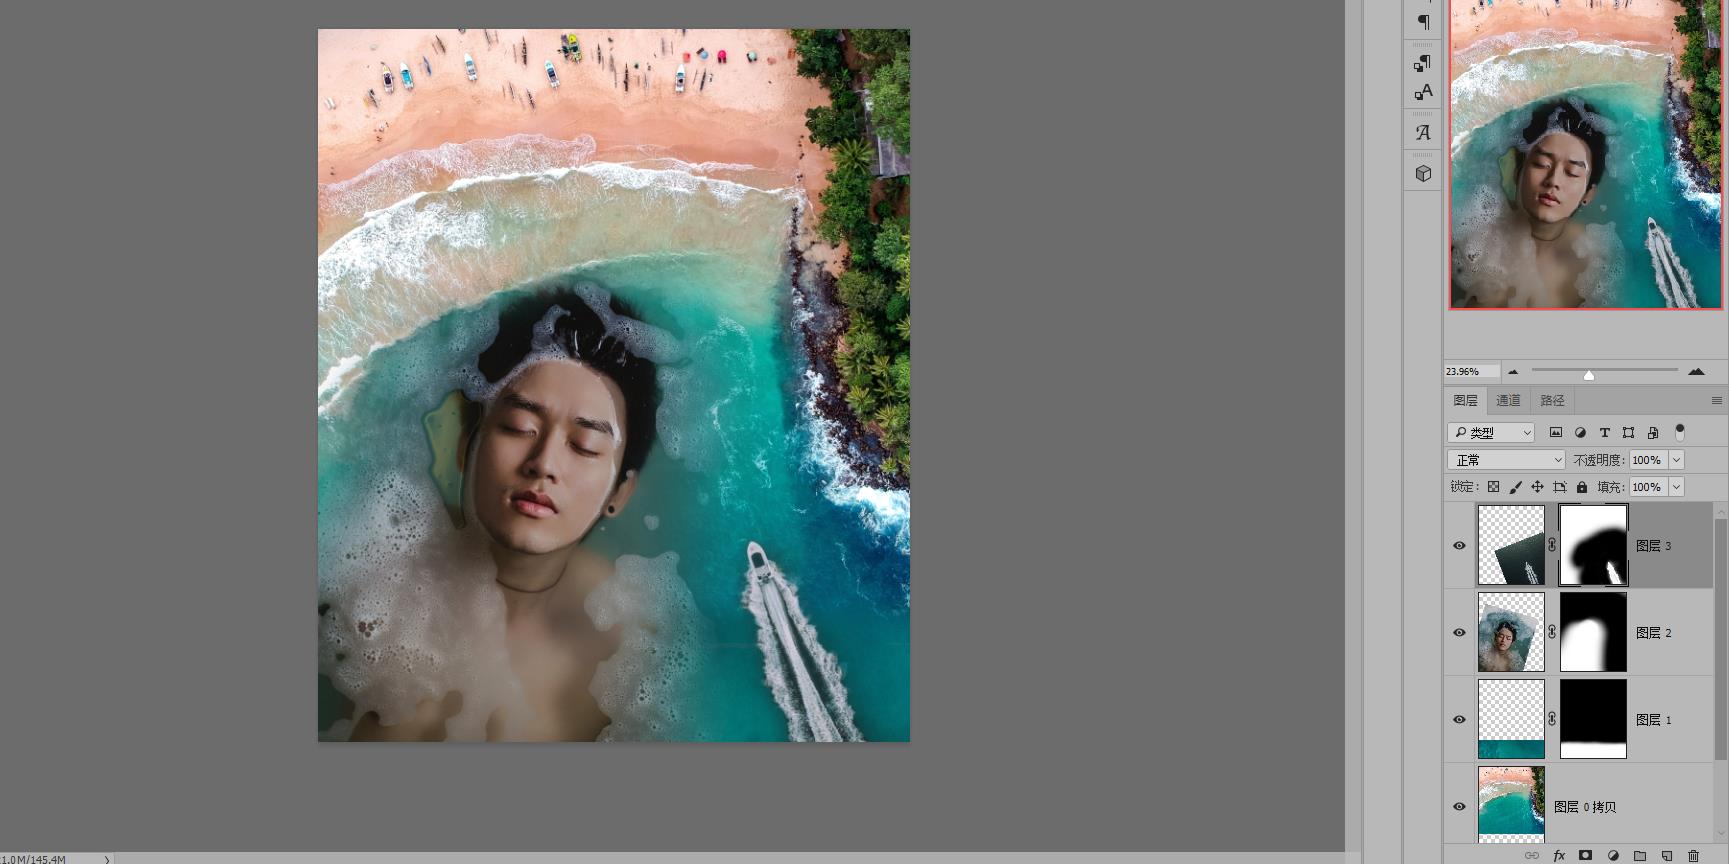 23.96%
图层 通道 路径
类型
正常 不透明度: 100%
锁定: 填充: 100%
图层 3
图层 2
图层 1
图层 0 拷贝
fx
1.0M/145.4M